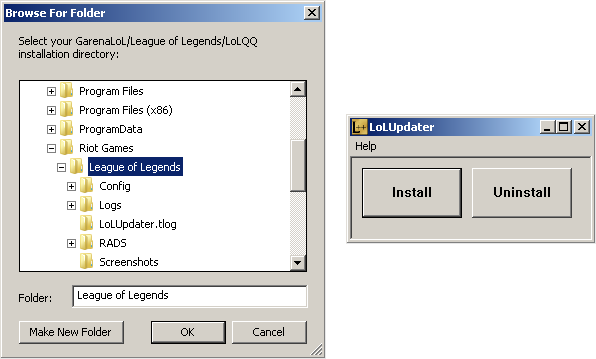 Browse For Folder
Select your GarenaLoL/League of Legends/LoLQQ
installation directory:
Program Files
Program Files (x86)
ProgramData
Riot Games
League of Legends
Config
Logs
LoLUpdater.tlog
RADS
Screenshots
Folder: League of Legends
Make New Folder OK Cancel
L++ LoLUpdater
Help
Install Uninstall